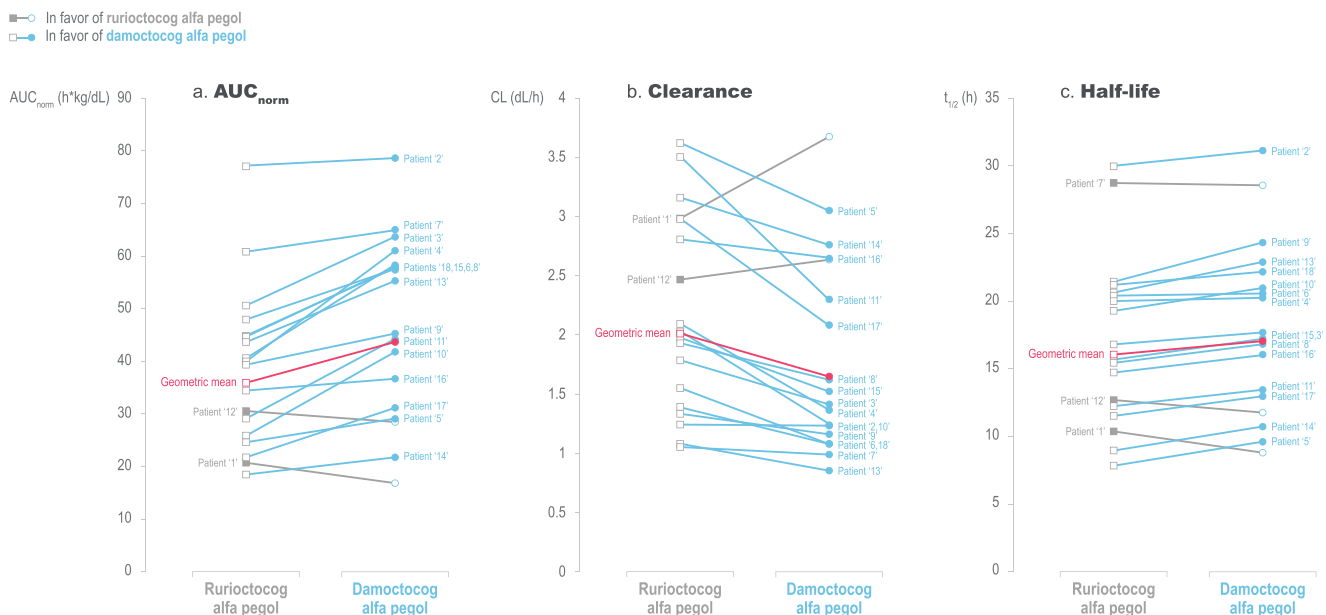 In favor of rurioctocog alfa pegol
In favor of damoctocog alfa pegol
AUCnorm (h*kg/dL)
a. AUCnorm
90
80
70
60
50
40
30
20
10
0
Patient ‘2’
Patient ‘7’
Patient ‘3’
Patient ‘4’
Patients ‘18,15,6,8’
Patient ‘13’
Patient ‘9’
Patient ‘11’
Patient ‘10’
Geometric mean
Patient ‘16’
Patient ‘12’
Patient ‘17’
Patient ‘5’
Patient ‘1’
Patient ‘14’
Rurioctocog
alfa pegol
Damoctocog
alfa pegol
CL (dL/h)
b. Clearance
4
3.5
3
2.5
2
1.5
1
0.5
0
Patient ‘1’
Patient ‘5’
Patient ‘14’
Patient ‘16’
Patient ‘12’
Patient ‘11’
Patient ‘17’
Geometric mean
Patient ‘8’
Patient ‘15’
Patient ‘3’
Patient ‘4’
Patient ‘2,10’
Patient ‘9’
Patient ‘6,18’
Patient ‘7’
Patient ‘13’
Rurioctocog
alfa pegol
Damoctocog
alfa pegol
t1/2 (h)
c. Half-life
35
30
25
20
15
10
5
0
Patient ‘2’
Patient ‘7’
Patient ‘9’
Patient ‘13’
Patient ‘18’
Patient ‘10’
Patient ‘6’
Patient ‘4’
Geometric mean
Patient ‘15,3’
Patient ‘8’
Patient ‘16’
Patient ‘11’
Patient ‘12’
Patient ‘17’
Patient ‘1’
Patient ‘14’
Patient ‘5’
Rurioctocog
alfa pegol
Damoctocog
alfa pegol